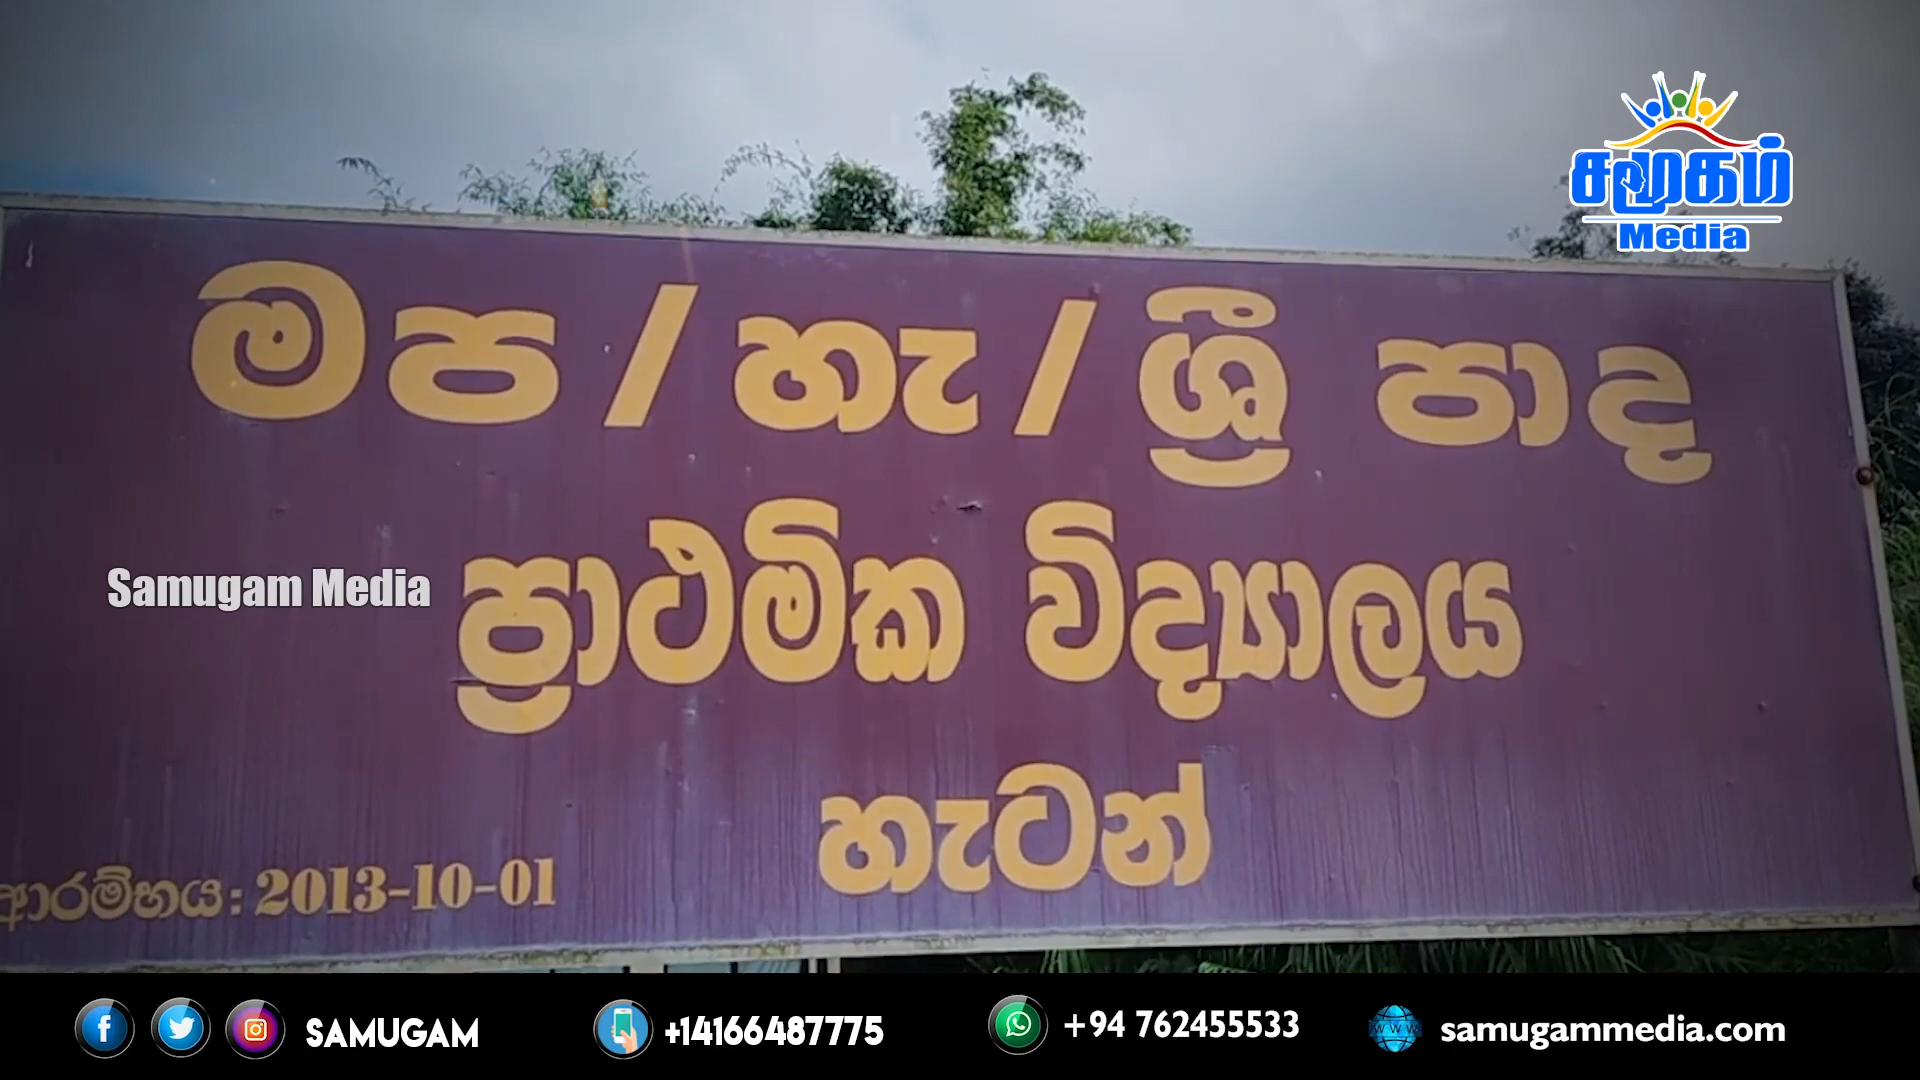 சமூகம்
Media
මප/හැ/ශ්‍රී පාද
ප්‍රාථමික විද්‍යාලය
Samugam Media
හැටන්
ආරම්භය: 2013-10-01
SAMUGAM
+14166487775
+94 762455533
samugammedia.com